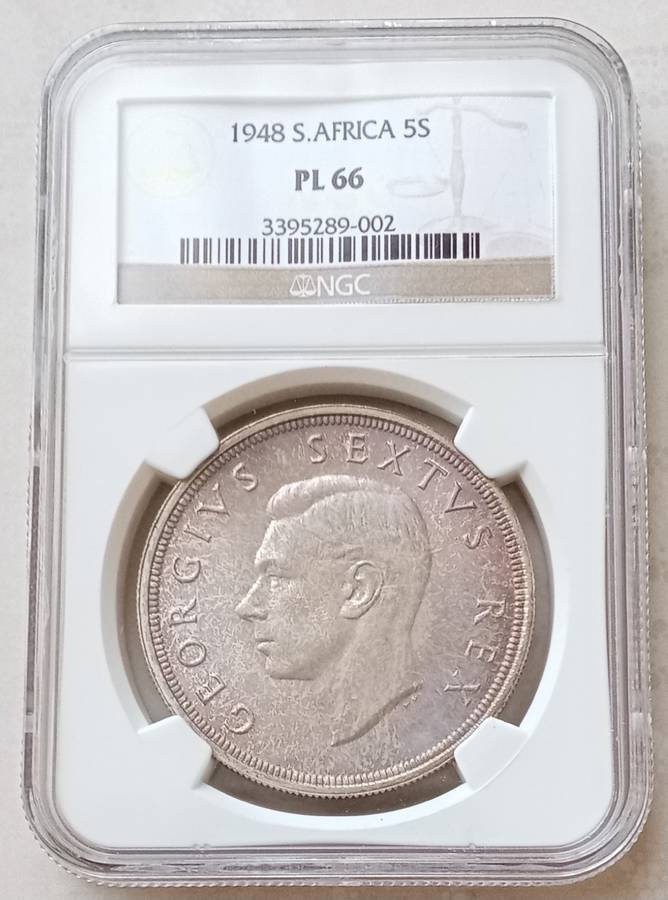 1948 S.AFRICA 5S
PL 66
3395289-002
NGC
GEORGIVS SEXTVS REX